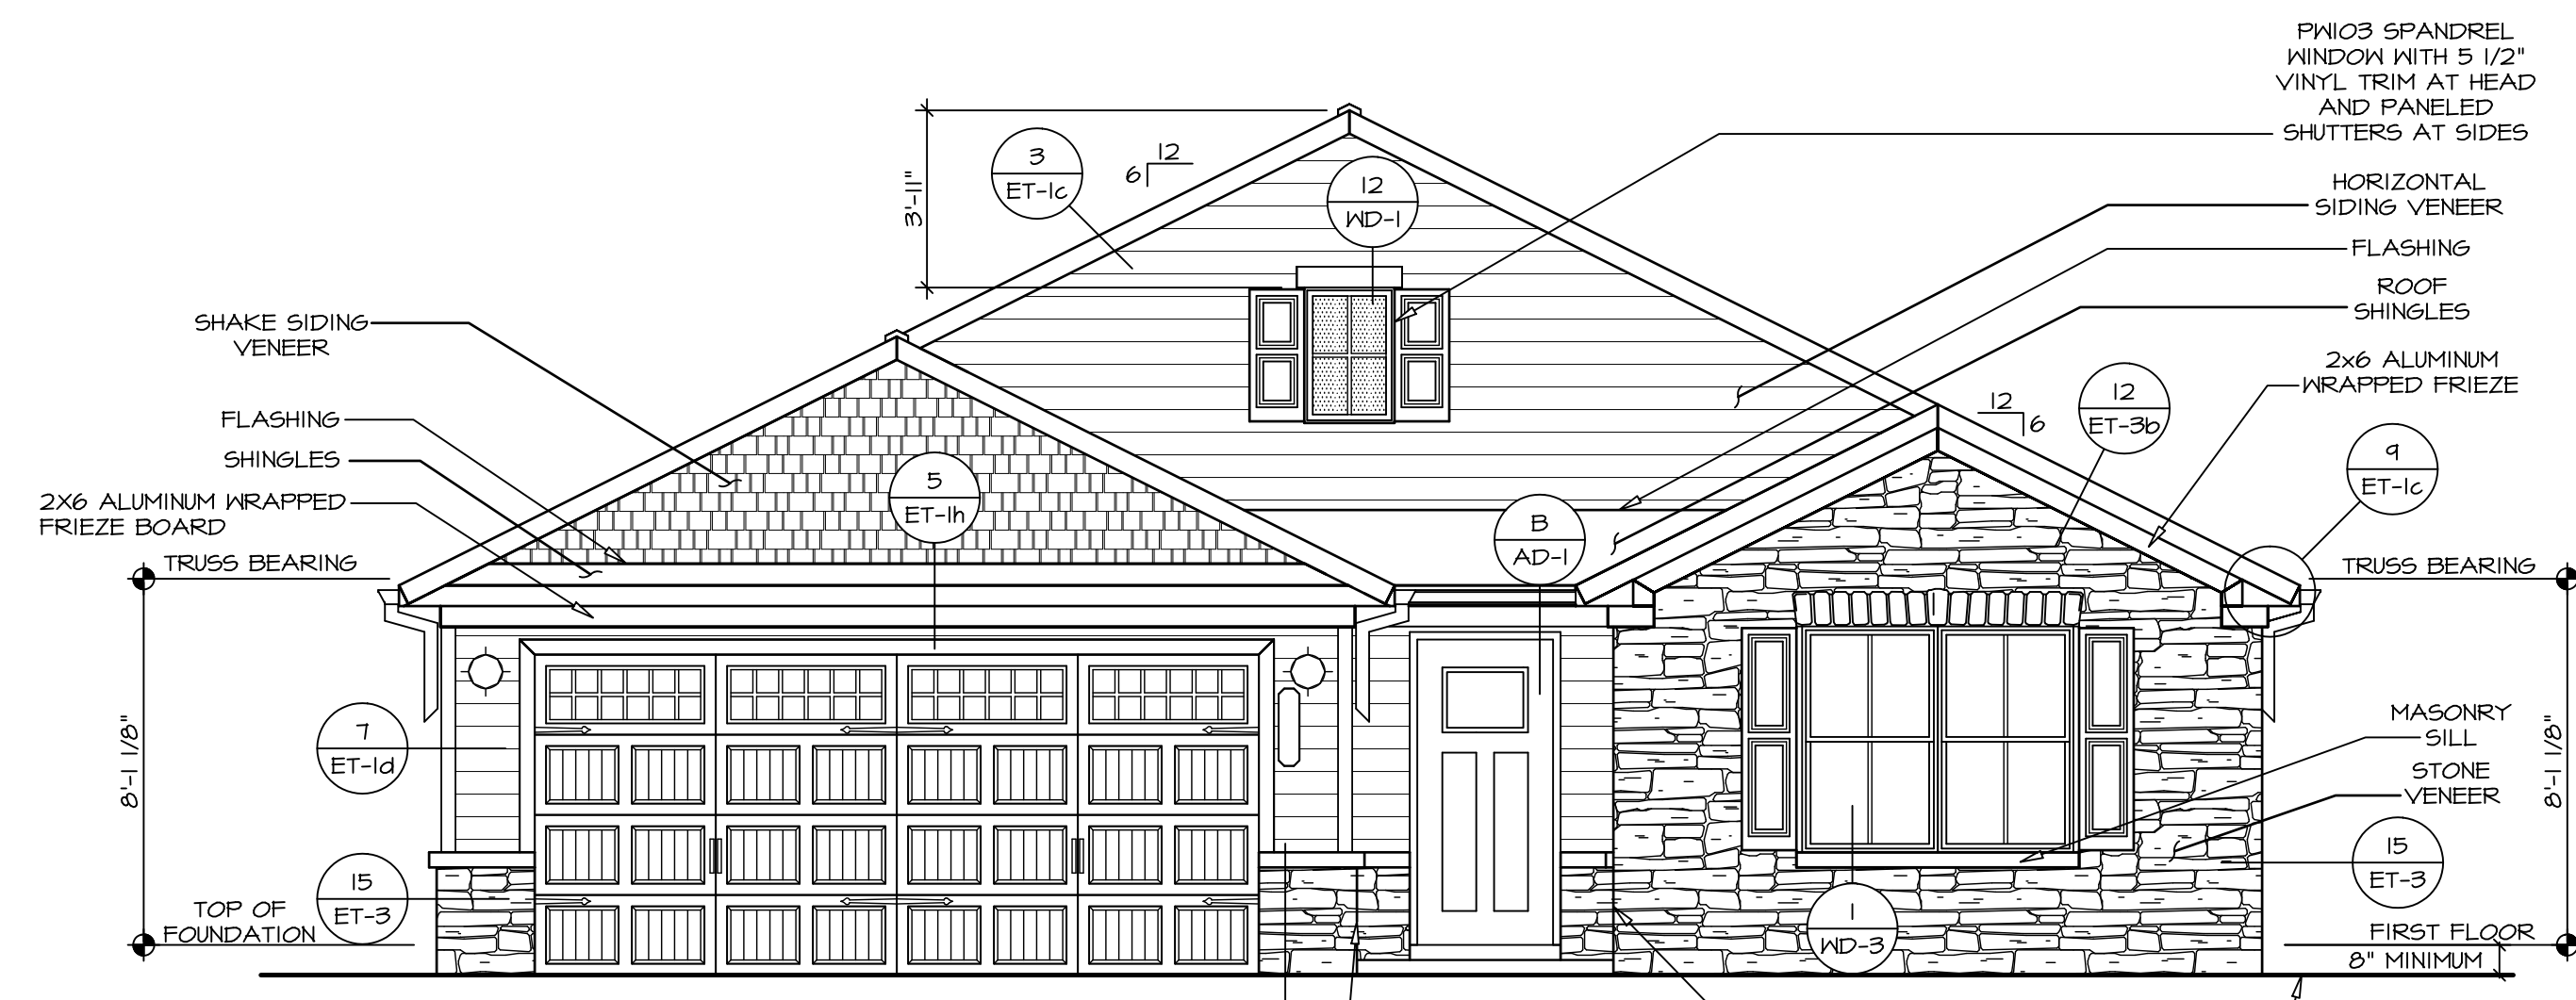 PW103 SPANDREL
WINDOW WITH 5 1/2"
VINYL TRIM AT HEAD
AND PANELED
SHUTTERS AT SIDES
3
ET-1c
12
6
12
WD-1
3'-11"
HORIZONTAL
SIDING VENEER
FLASHING
ROOF
SHINGLES
SHAKE SIDING
VENEER
2x6 ALUMINUM
WRAPPED FRIEZE
12
6
12
ET-3b
9
ET-1c
FLASHING
SHINGLES
2X6 ALUMINUM WRAPPED
FRIEZE BOARD
5
ET-1h
B
AD-1
TRUSS BEARING
TRUSS BEARING
8'-1 1/8"
7
ET-1d
MASONRY
SILL
STONE
VENEER
8'-1 1/8"
15
ET-3
15
ET-3
TOP OF
FOUNDATION
1
WD-3
FIRST FLOOR
8" MINIMUM